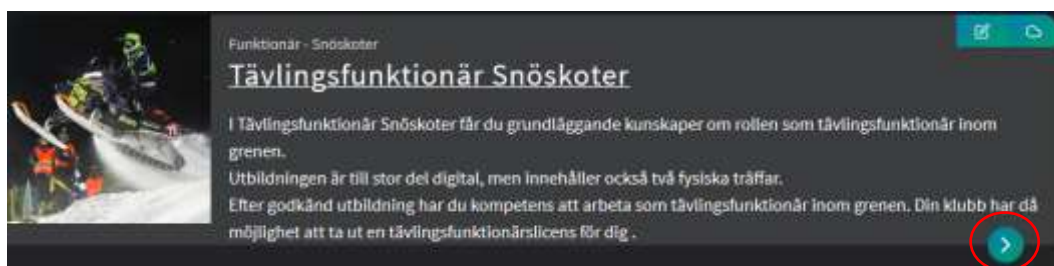 Funktionär - Snöskoter
Tävlingsfunktionär Snöskoter
I Tävlingsfunktionär Snöskoter får du grundläggande kunskaper om rollen som tävlingsfunktionär inom
grenen.
Utbildningen är till stor del digital, men innehåller också två fysiska träffar.
Efter godkänd utbildning har du kompetens att arbeta som tävlingsfunktionär inom grenen. Din klubb har då
möjlighet att ta ut en tävlingsfunktionärslicens för dig .